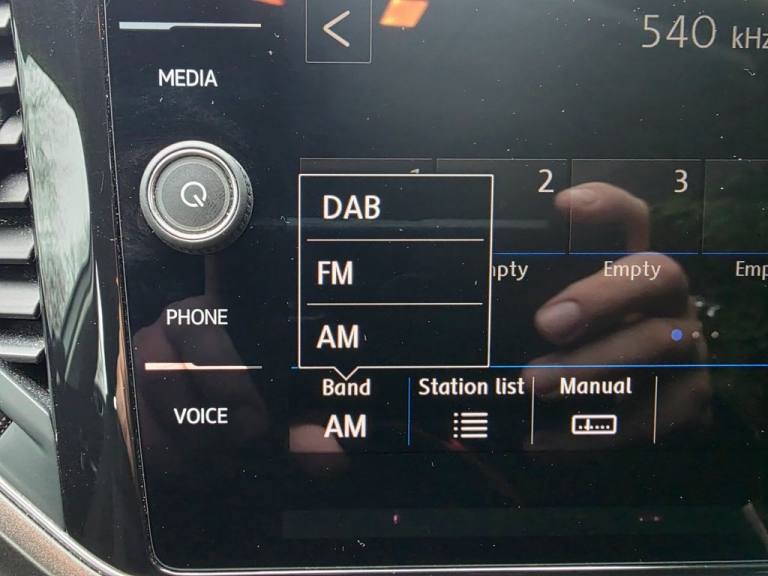 540 kHz
MEDIA
2
3
DAB
FM
Empty
PHONE
AM
Band
Station list
Manual
VOICE
AM